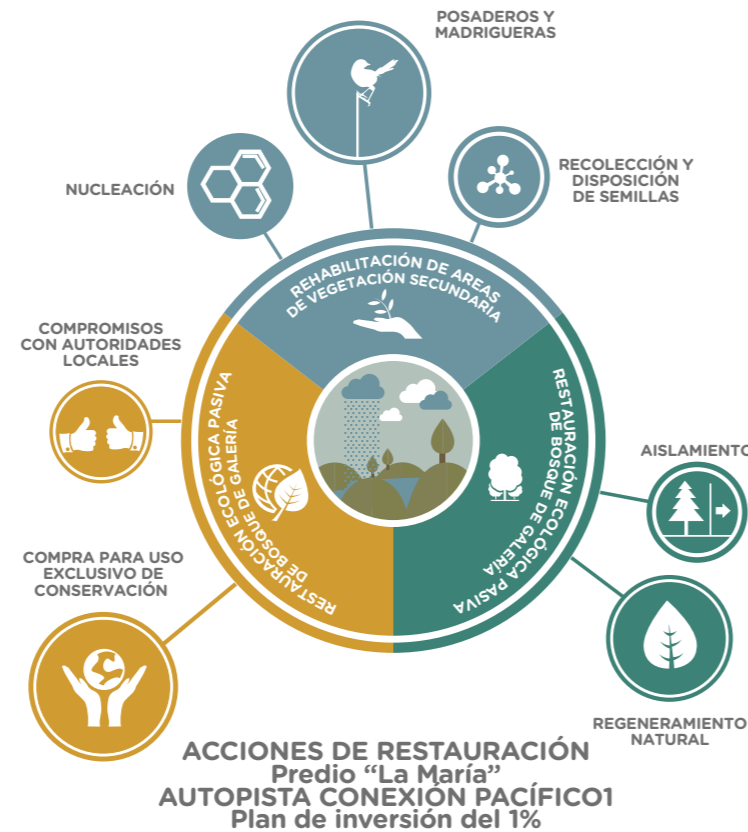 POSADEROS Y
MADRIGUERAS
NUCLEACIÓN
RECOLECCIÓN Y
DISPOSICIÓN
DE SEMILLAS
REHABILITACIÓN DE AREAS
DE VEGETACIÓN SECUNDARIA
COMPROMISOS
CON AUTORIDADES
LOCALES
RESTAURACIÓN ECOLÓGICA PASIVA
DE BOSQUE DE GALERÍA
RESTAURACIÓN ECOLÓGICA PASIVA
DE BOSQUE DE GALERÍA
AISLAMIENTO
COMPRA PARA USO
EXCLUSIVO DE
CONSERVACIÓN
REGENERAMIENTO
NATURAL
ACCIONES DE RESTAURACIÓN
Predio “La María”
AUTOPISTA CONEXIÓN PACÍFICO1
Plan de inversión del 1%